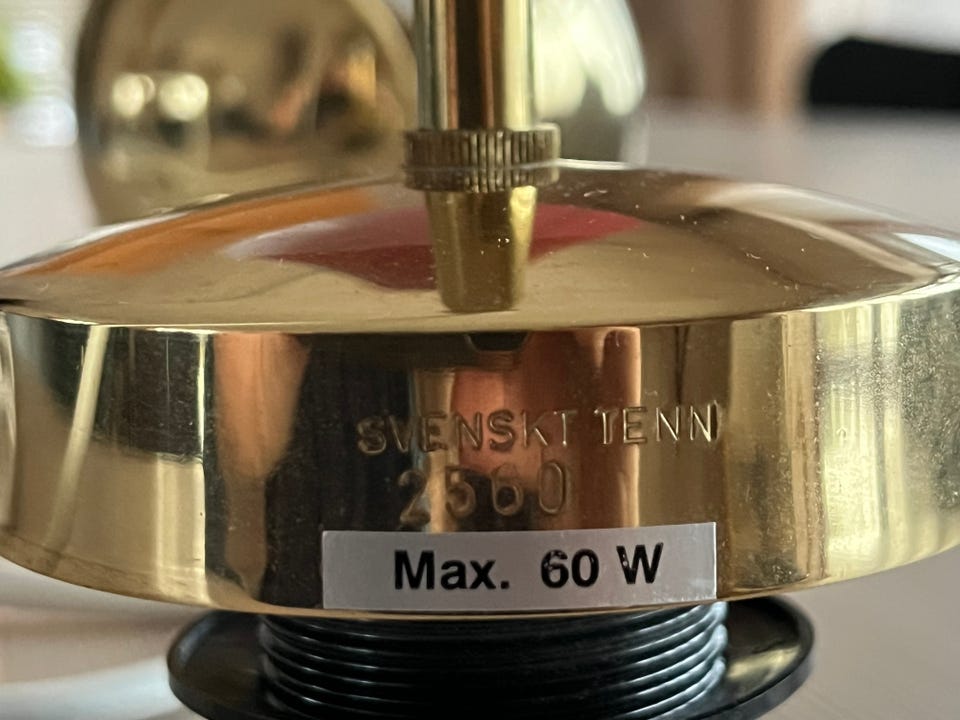 SVENSKT TENN
2560
Max. 60 W